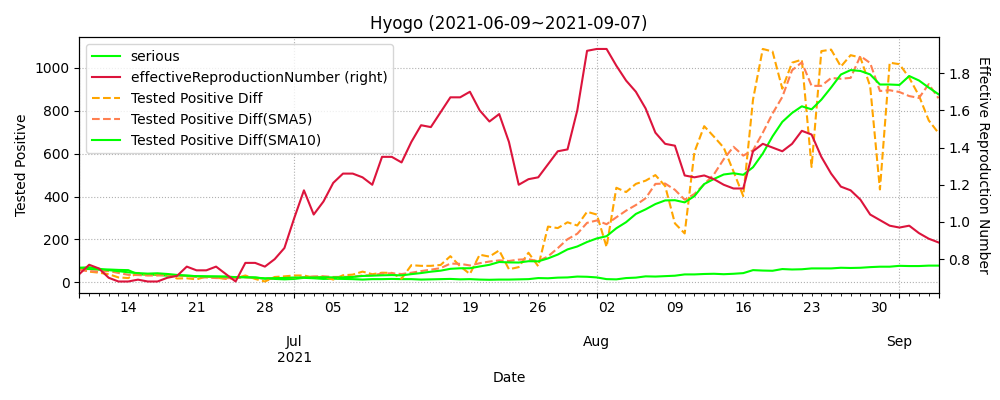 Hyogo (2021-06-09~2021-09-07)
serious
effectiveReproductionNumber (right)
Tested Positive Diff
Tested Positive Diff(SMA5)
Tested Positive Diff(SMA10)
Tested Positive
1000
800
600
400
200
0
1.8
1.6
1.4
1.2
1.0
0.8
Effective Reproduction Number
14 21 28 05 12 19 26 02 09 16 23 30
Jul Aug Sep
2021
Date